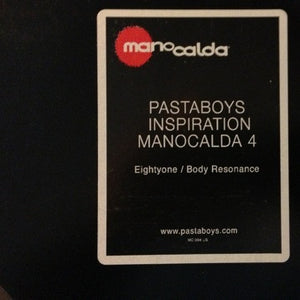 manocalda
PASTABOYS
INSPIRATION
MANOCALDA 4
Eightyone / Body Resonance
www.pastaboys.com